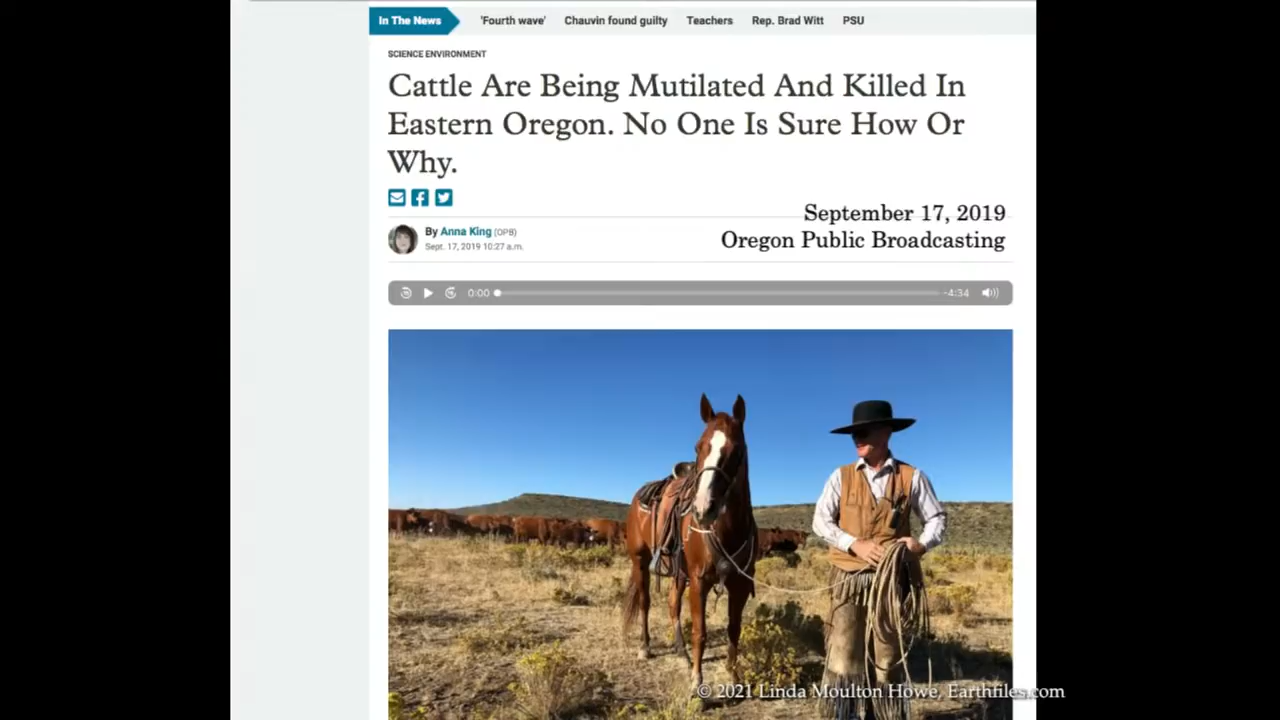 In The News 'Fourth wave' Chauvin found guilty Teachers Rep. Brad Witt PSU
SCIENCE ENVIRONMENT
Cattle Are Being Mutilated And Killed In
Eastern Oregon. No One Is Sure How Or
Why.
September 17, 2019
Oregon Public Broadcasting
By Anna King (OPB)
Sept. 17, 2019 10:27 a.m.
0:00 -4:34
© 2021 Linda Moulton Howe, Earthfiles.com